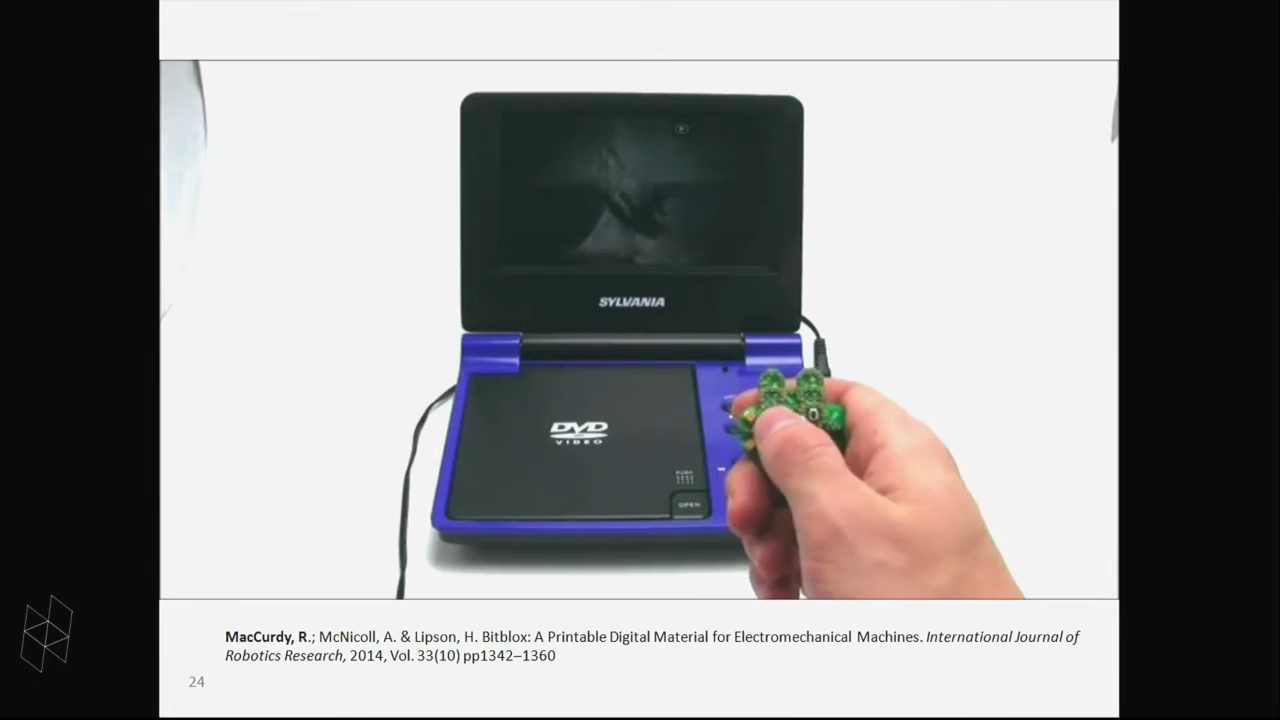 SYLVANIA
DVD
VIDEO
PUSH
OPEN
MacCurdy, R.; McNicoll, A. & Lipson, H. Bitblox: A Printable Digital Material for Electromechanical Machines. International Journal of
Robotics Research, 2014, Vol. 33(10) pp1342–1360
24